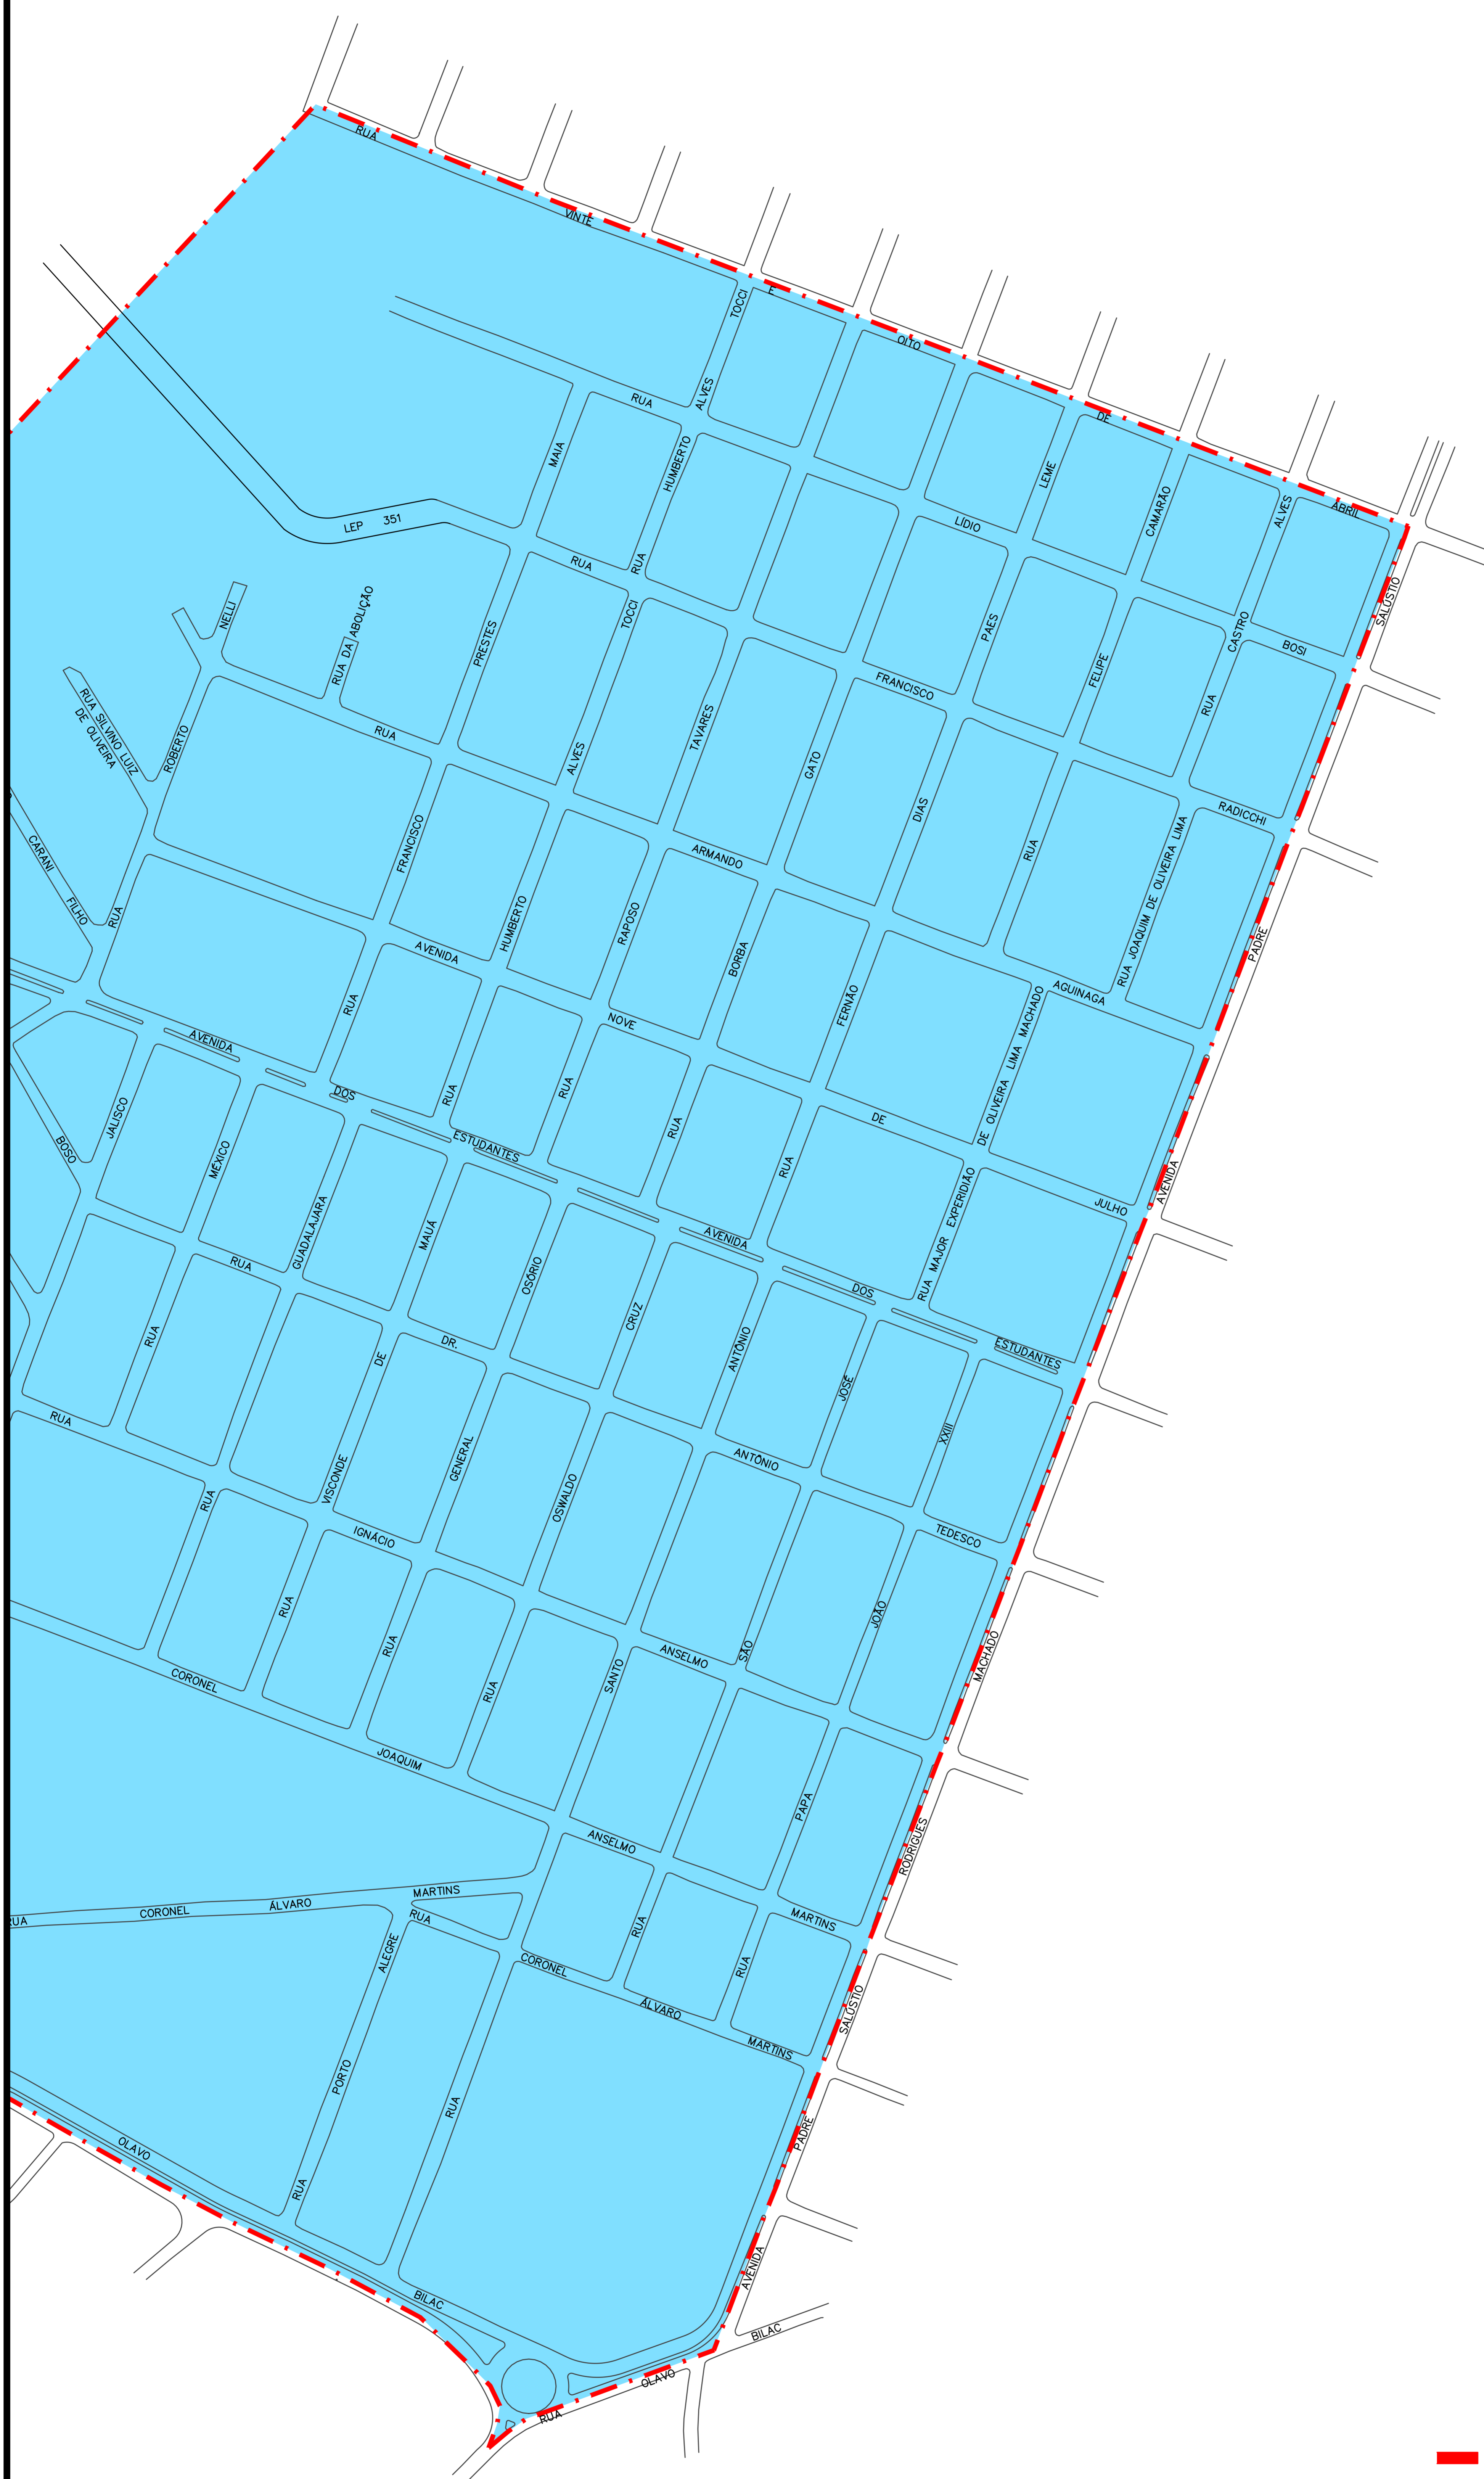 RUA
VINTE
E
OITO
DE
ABRIL
TOCCI
ALVES
HUMBERTO
RUA
RUA
LÍDIO
BOSI
MAIA
PRESTES
FRANCISCO
RUA
LEME
PAES
DIAS
FERNÃO
RUA
CAMARÃO
FELIPE
RUA
ALVES
CASTRO
RUA
SALÚSTIO
LEP 351
RUA
FRANCISCO
RADICCHI
NELLI
ROBERTO
RUA
RUA DA ABOLIÇÃO
RUA SILVINO LUIZ
DE OLIVEIRA
TOCCI
ALVES
HUMBERTO
RUA
TAVARES
RAPOSO
RUA
GATO
BORBA
RUA
RUA
ARMANDO
AGUINAGA
RUA JOAQUIM DE OLIVEIRA LIMA
DE OLIVEIRA LIMA MACHADO
RUA MAJOR EXPERIDIÃO
CARANI
FILHO
AVENIDA
NOVE
DE
JULHO
PADRE
AVENIDA
AVENIDA
DOS
ESTUDANTES
AVENIDA
DOS
ESTUDANTES
BOSO
JALISCO
MÉXICO
RUA
GUADALAJARA
RUA
MAUÁ
DE
VISCONDE
RUA
OSÓRIO
GENERAL
RUA
CRUZ
OSWALDO
RUA
ANTÔNIO
SANTO
JOSÉ
SÃO
RUA
XXIII
JOÃO
PAPA
RUA
RUA
DR.
ANTÔNIO
TEDESCO
RUA
IGNÁCIO
ANSELMO
MACHADO
CORONEL
JOAQUIM
ANSELMO
MARTINS
RODRIGUES
RUA
CORONEL
ÁLVARO
MARTINS
RUA
CORONEL
ÁLVARO
MARTINS
SALÚSTIO
ALEGRE
PORTO
RUA
RUA
PADRE
AVENIDA
OLAVO
BILAC
RUA
OLAVO
BILAC